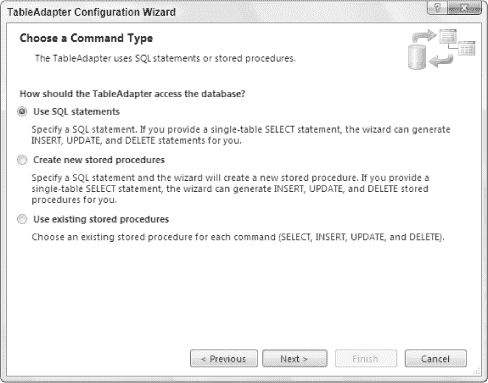 TableAdapter Configuration Wizard
Choose a Command Type
The TableAdapter uses SQL statements or stored procedures.
How should the TableAdapter access the database?
Use SQL statements
Specify a SQL statement. If you provide a single-table SELECT statement, the wizard can generate
INSERT, UPDATE, and DELETE statements for you.
Create new stored procedures
Specify a SQL statement and the wizard will create a new stored procedure. If you provide a
single-table SELECT statement, the wizard can generate INSERT, UPDATE, and DELETE stored
procedures for you.
Use existing stored procedures
Choose an existing stored procedure for each command (SELECT, INSERT, UPDATE, and DELETE).
< Previous
Next >
Finish
Cancel